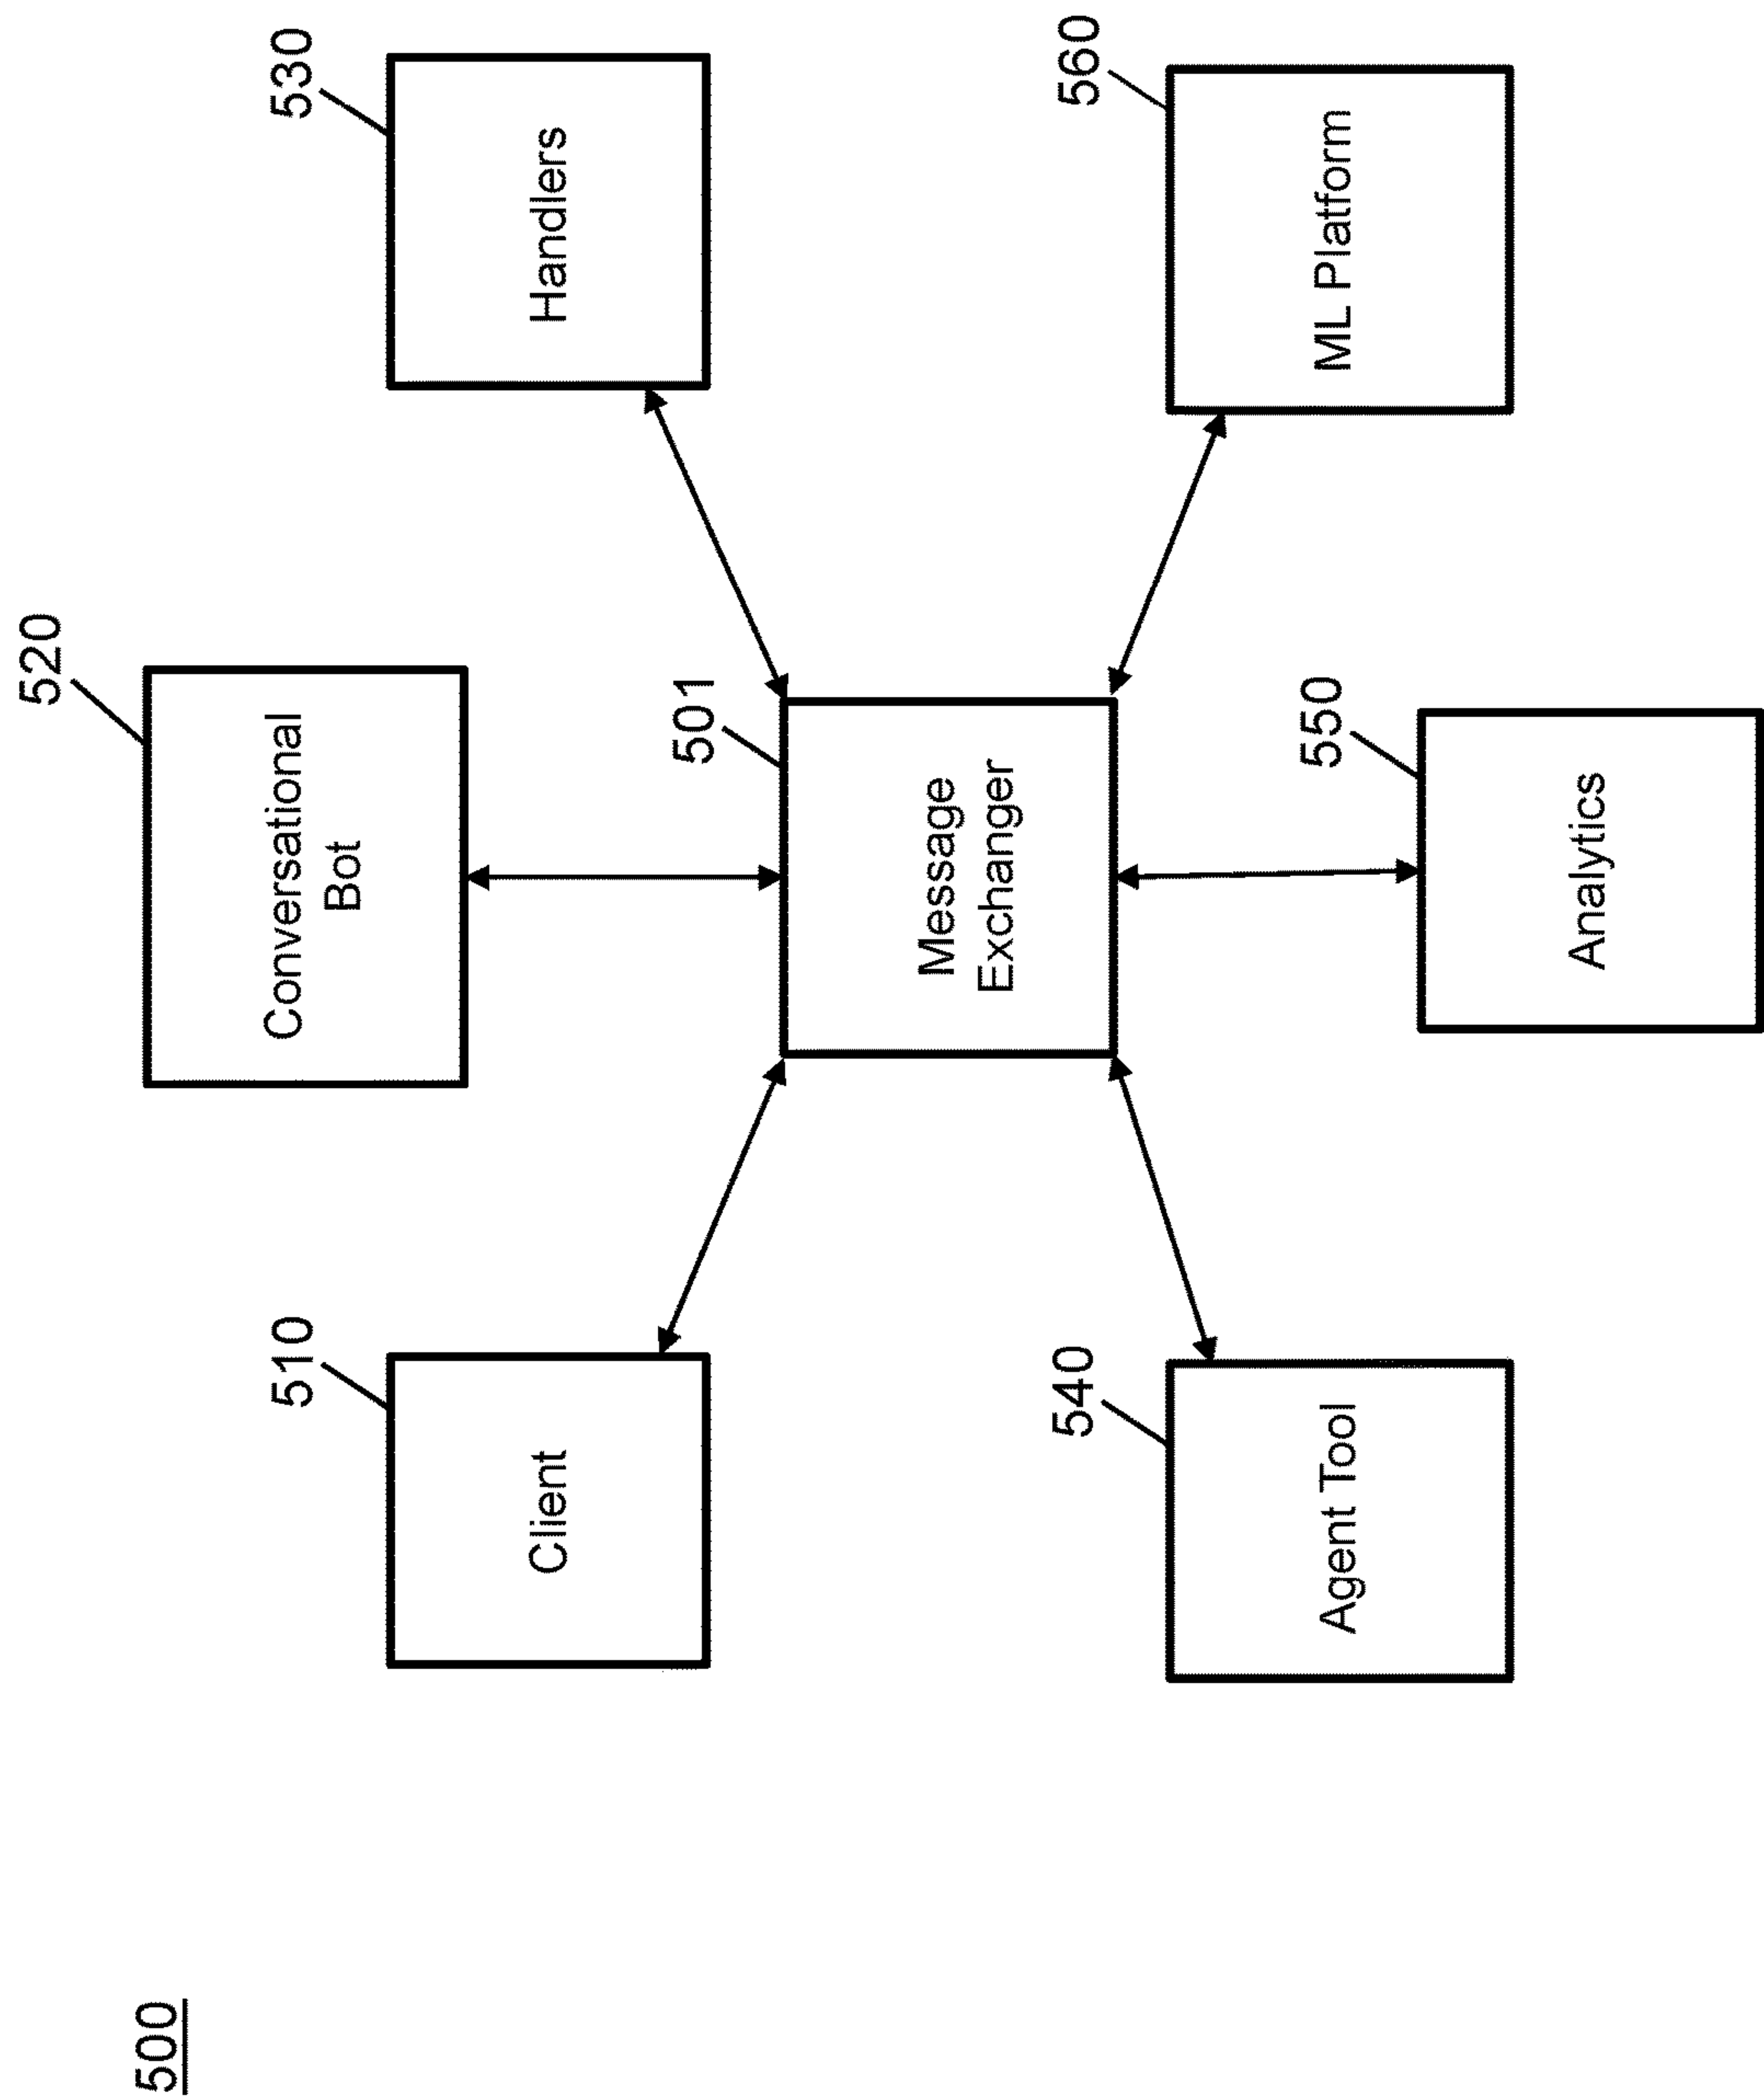 500
520
Conversational
Bot
510
Client
530
Handlers
501
Message
Exchanger
540
Agent Tool
560
ML Platform
550
Analytics